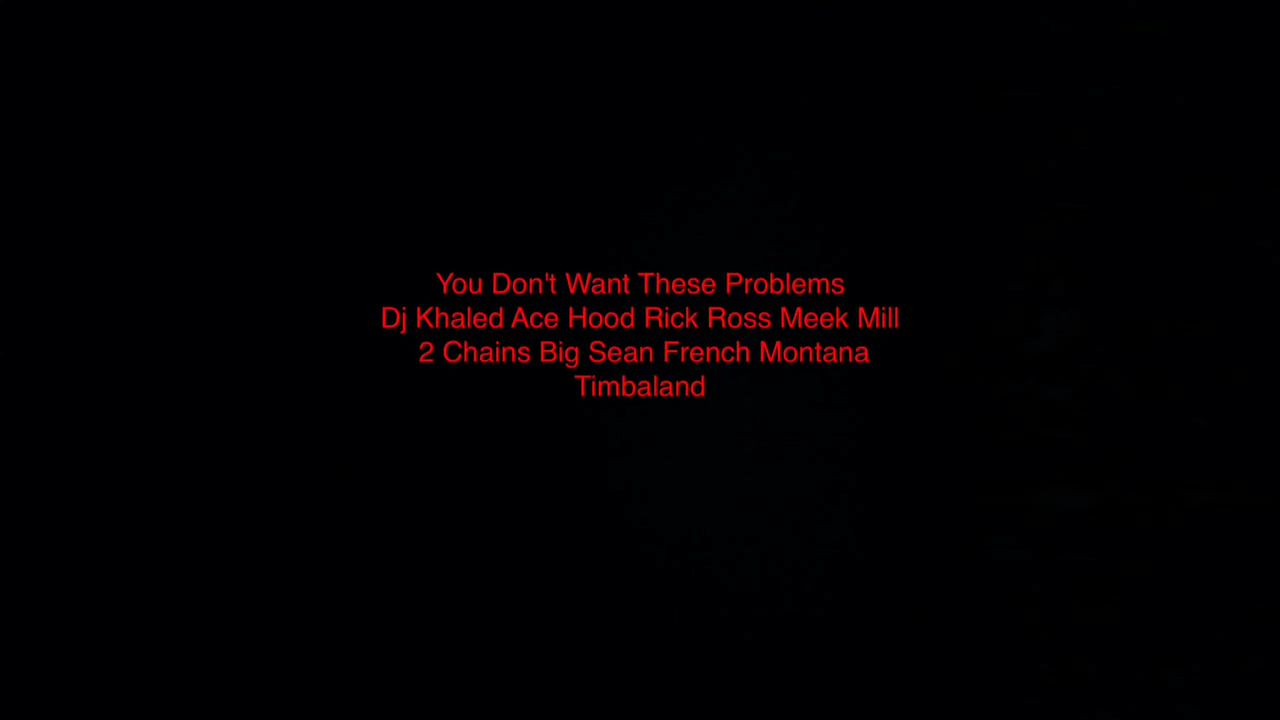 You Don't Want These Problems
Dj Khaled Ace Hood Rick Ross Meek Mill
2 Chains Big Sean French Montana
Timbaland